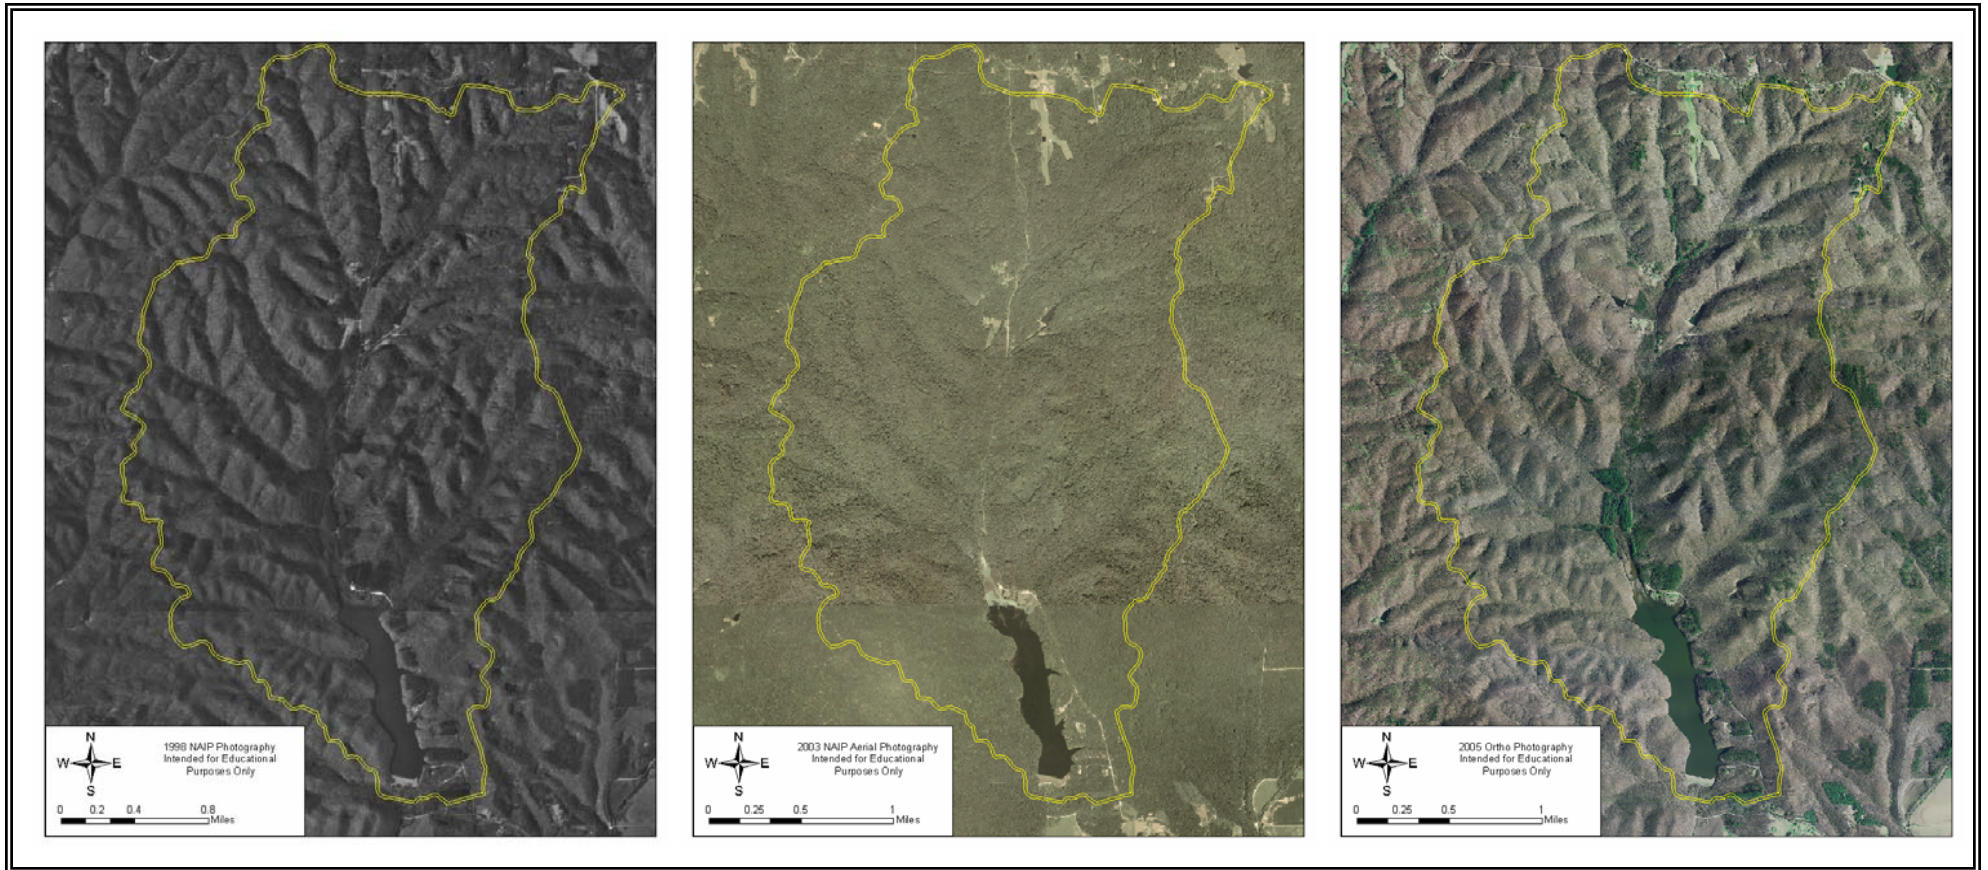 N
W E
S
1998 NAIP Photography
Intended for Educational
Purposes Only
0 0.2 0.4 0.8
Miles
N
W E
S
2003 NAIP Aerial Photography
Intended for Educational
Purposes Only
0 0.25 0.5 1
Miles
N
W E
S
2005 Ortho Photography
Intended for Educational
Purposes Only
0 0.25 0.5 1
Miles